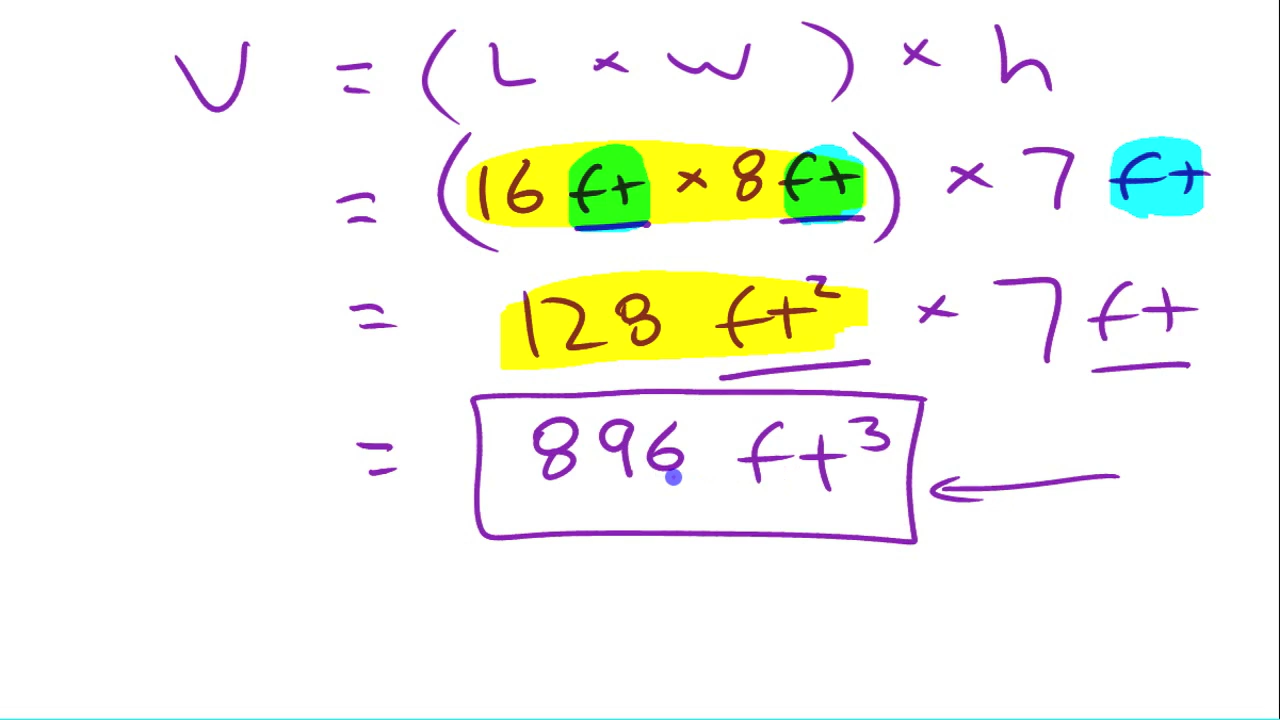 V = (L × W) × h
= (16 ft × 8 ft) × 7 ft
= 128 ft² × 7 ft
= 896 ft³